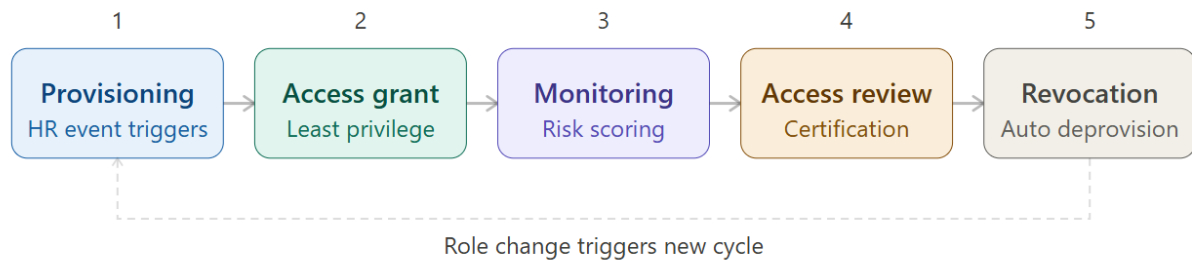 1
2
3
4
5
Provisioning
HR event triggers
Access grant
Least privilege
Monitoring
Risk scoring
Access review
Certification
Revocation
Auto deprovision
Role change triggers new cycle